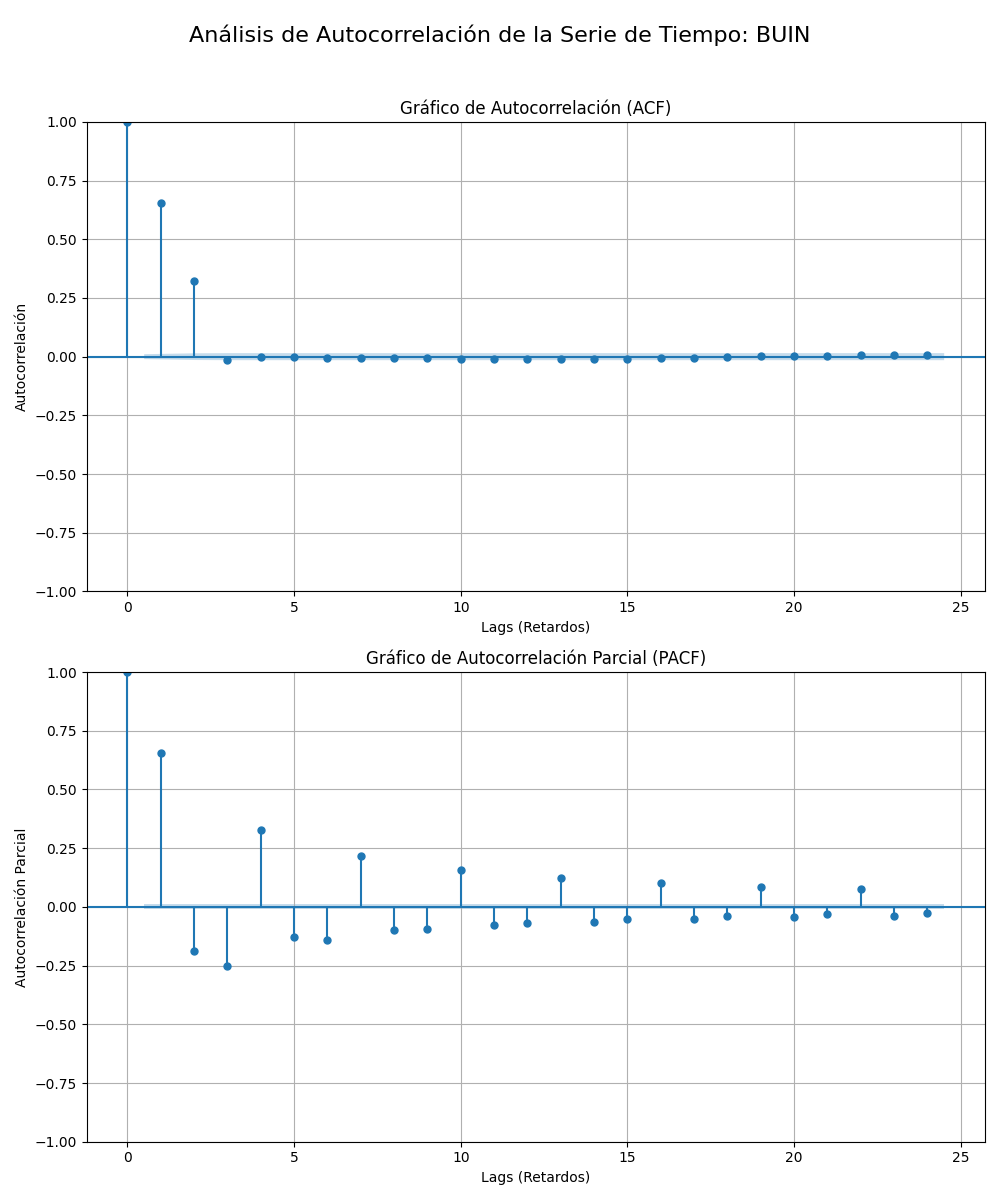 Análisis de Autocorrelación de la Serie de Tiempo: BUIN
Gráfico de Autocorrelación (ACF)
1.00
0.75
0.50
0.25
0.00
−0.25
−0.50
−0.75
−1.00
Autocorrelación
0 5 10 15 20 25
Lags (Retardos)
Gráfico de Autocorrelación Parcial (PACF)
1.00
0.75
0.50
0.25
0.00
−0.25
−0.50
−0.75
−1.00
Autocorrelación Parcial
0 5 10 15 20 25
Lags (Retardos)